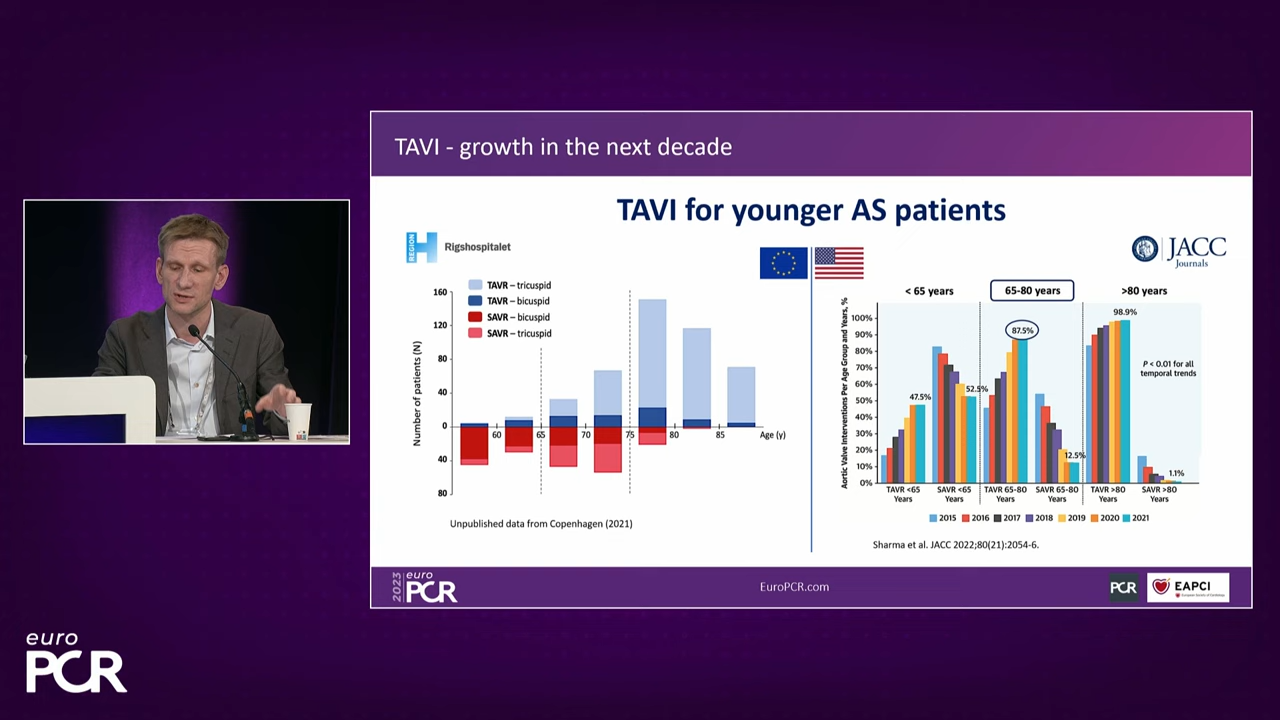 TAVI - growth in the next decade
TAVI for younger AS patients
REGION
H
Rigshospitalet
JACC
Journals
TAVR – tricuspid
TAVR – bicuspid
SAVR – bicuspid
SAVR – tricuspid
Number of patients (N)
160
120
80
40
0
40
80
60
65
70
75
80
85
Age (y)
Unpublished data from Copenhagen (2021)
< 65 years
65-80 years
>80 years
Aortic Valve Interventions Per Age Group and Years, %
100%
90%
80%
70%
60%
50%
40%
30%
20%
10%
0%
47.5%
52.5%
87.5%
12.5%
98.9%
1.1%
P < 0.01 for all
temporal trends
TAVR <65
Years
SAVR <65
Years
TAVR 65-80
Years
SAVR 65-80
Years
TAVR >80
Years
SAVR >80
Years
2015 2016 2017 2018 2019 2020 2021
Sharma et al. JACC 2022;80(21):2054-6.
2023
euro
PCR
EuroPCR.com
PCR
EAPCI
euro
PCR